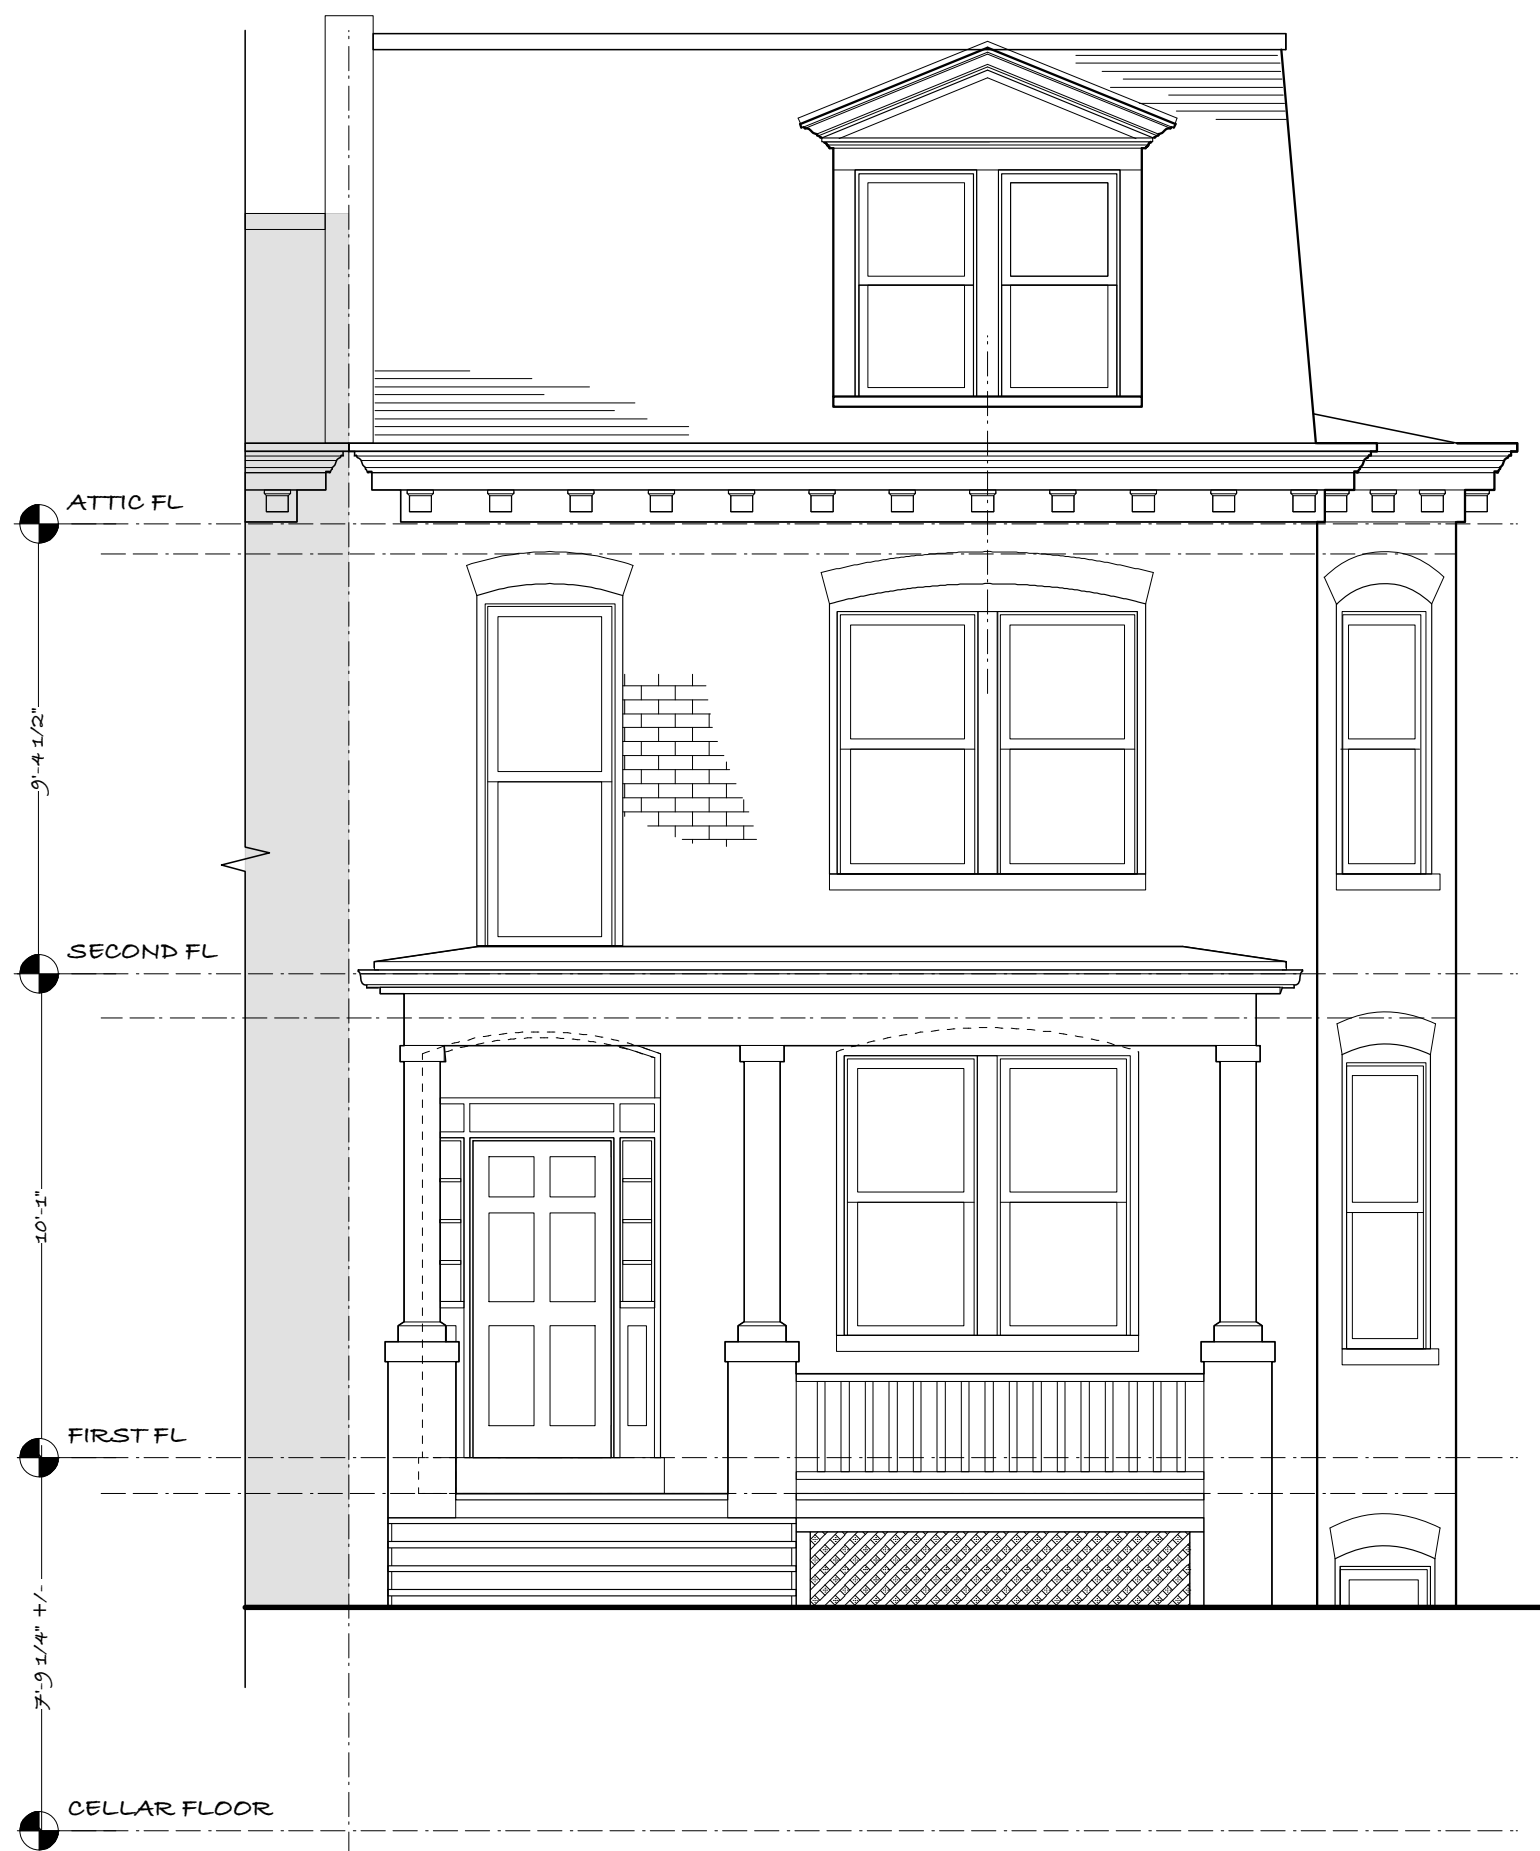 ATTIC FL
9'-4 1/2"
SECOND FL
10'-1"
FIRST FL
7'-9 1/4" +/-
CELLAR FLOOR